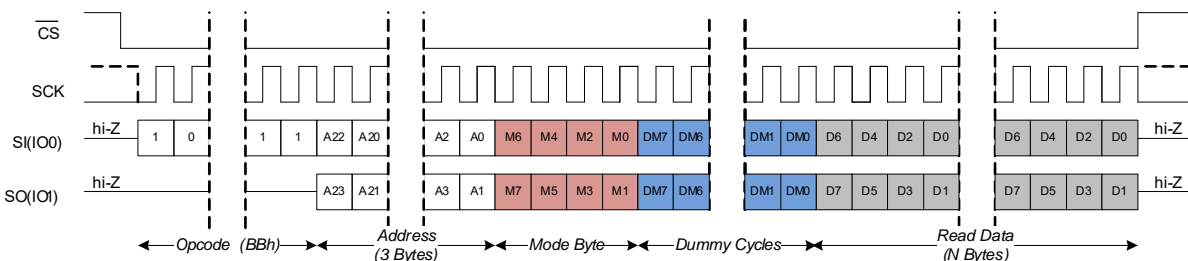 CS
SCK
SI(IO0) hi-Z 1 0 1 1 A22 A20 A2 A0 M6 M4 M2 M0 DM7 DM6 DM1 DM0 D6 D4 D2 D0 D6 D4 D2 D0 hi-Z
SO(IO1) hi-Z A23 A21 A3 A1 M7 M5 M3 M1 DM7 DM6 DM1 DM0 D7 D5 D3 D1 D7 D5 D3 D1 hi-Z
Opcode (BBh) Address Mode Byte Dummy Cycles Read Data
(3 Bytes) (N Bytes)